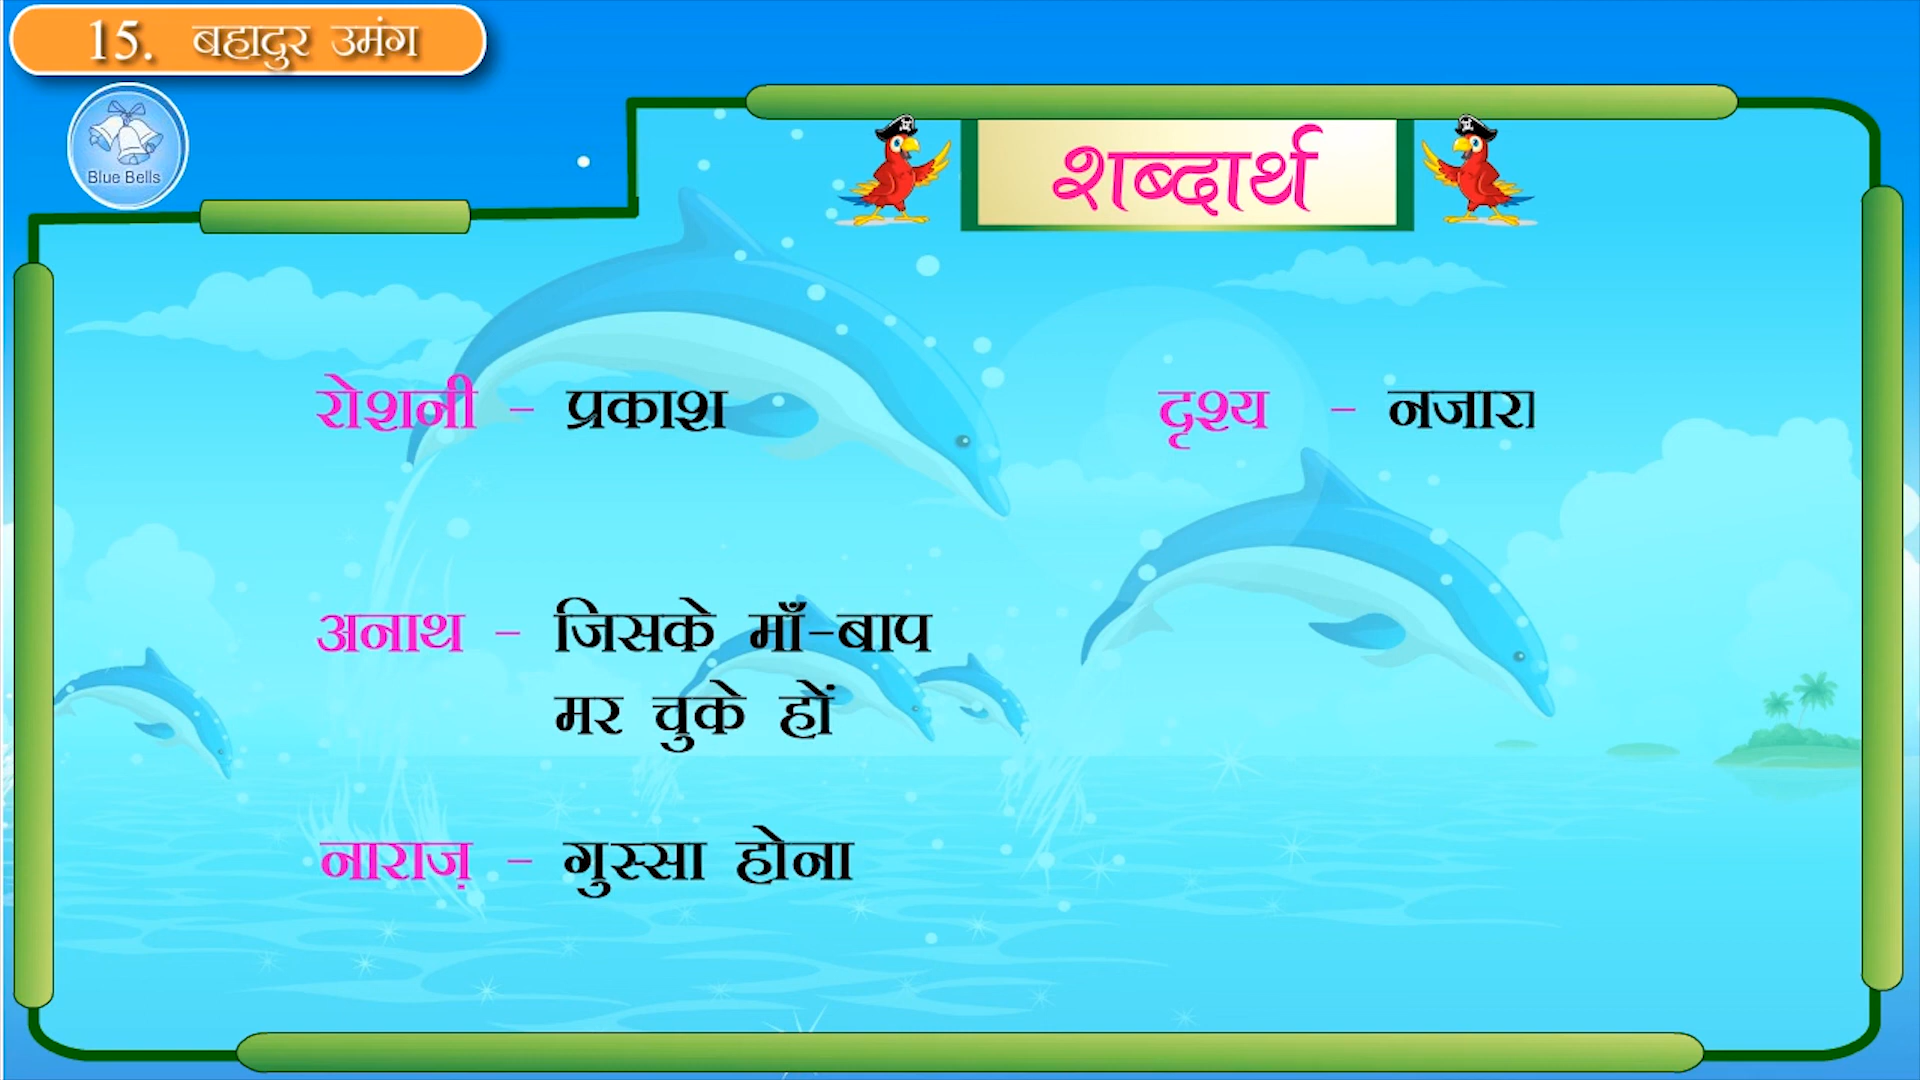 15. बहादुर उमंग
Blue Bells
शब्दार्थ
रोशनी - प्रकाश
दृश्य - नजारा
अनाथ - जिसके माँ-बाप
मर चुके हों
नाराज़ - गुस्सा होना